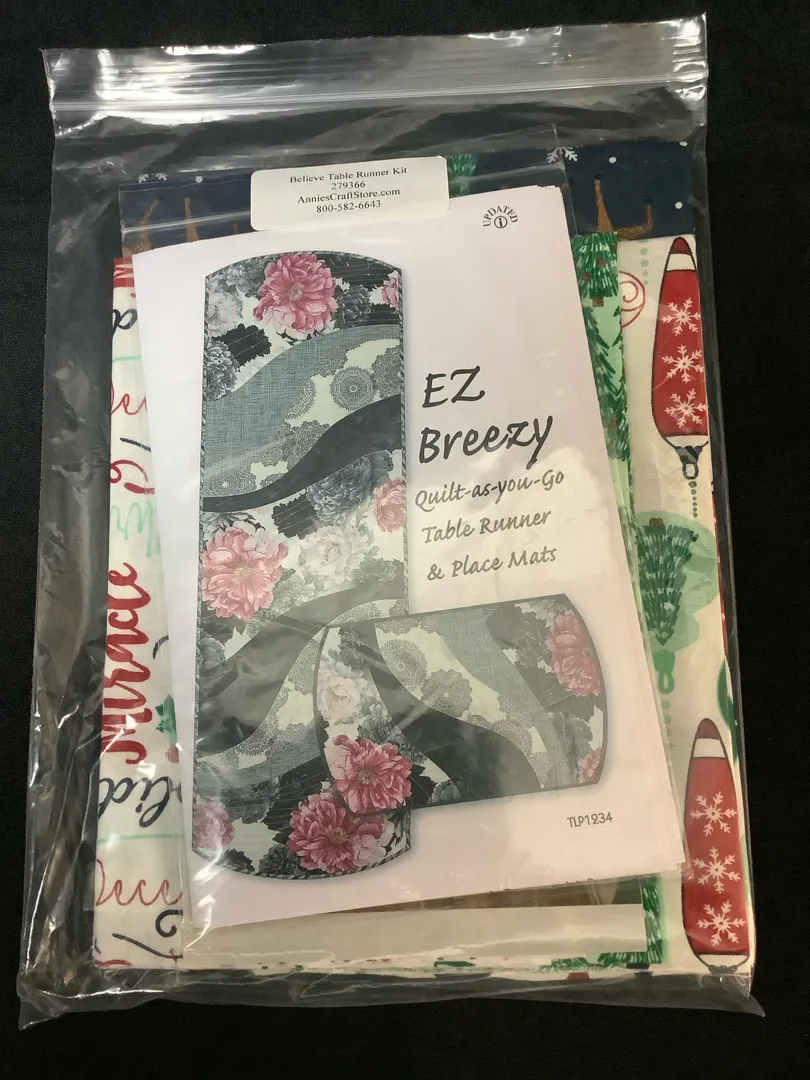 Believe Table Runner Kit
279366
AnniesCraftStore.com
800-582-6643
UPDATED
EZ
Breezy
Quilt-as-you-Go
Table Runner
& Place Mats
TLP1234
Miracle